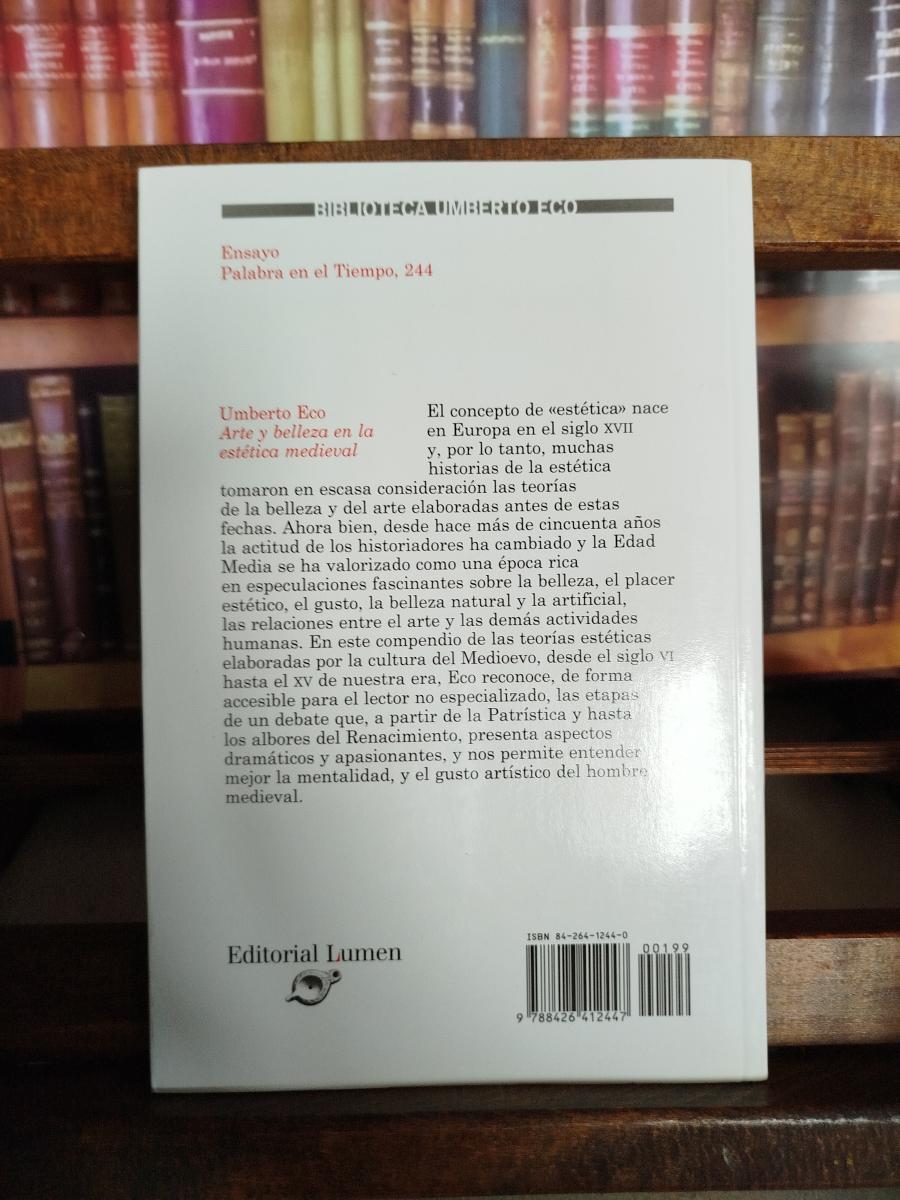 BIBLIOTECA UMBERTO ECO
Ensayo
Palabra en el Tiempo, 244
Umberto Eco
Arte y belleza en la
estética medieval
El concepto de «estética» nace
en Europa en el siglo XVII
y, por lo tanto, muchas
historias de la estética
tomaron en escasa consideración las teorías
de la belleza y del arte elaboradas antes de estas
fechas. Ahora bien, desde hace más de cincuenta años
la actitud de los historiadores ha cambiado y la Edad
Media se ha valorizado como una época rica
en especulaciones fascinantes sobre la belleza, el placer
estético, el gusto, la belleza natural y la artificial,
las relaciones entre el arte y las demás actividades
humanas. En este compendio de las teorías estéticas
elaboradas por la cultura del Medioevo, desde el siglo VI
hasta el XV de nuestra era, Eco reconoce, de forma
accesible para el lector no especializado, las etapas
de un debate que, a partir de la Patrística y hasta
los albores del Renacimiento, presenta aspectos
dramáticos y apasionantes, y nos permite entender
mejor la mentalidad, y el gusto artístico del hombre
medieval.
Editorial Lumen
ISBN 84-264-1244-0
00199
9 788426 412447